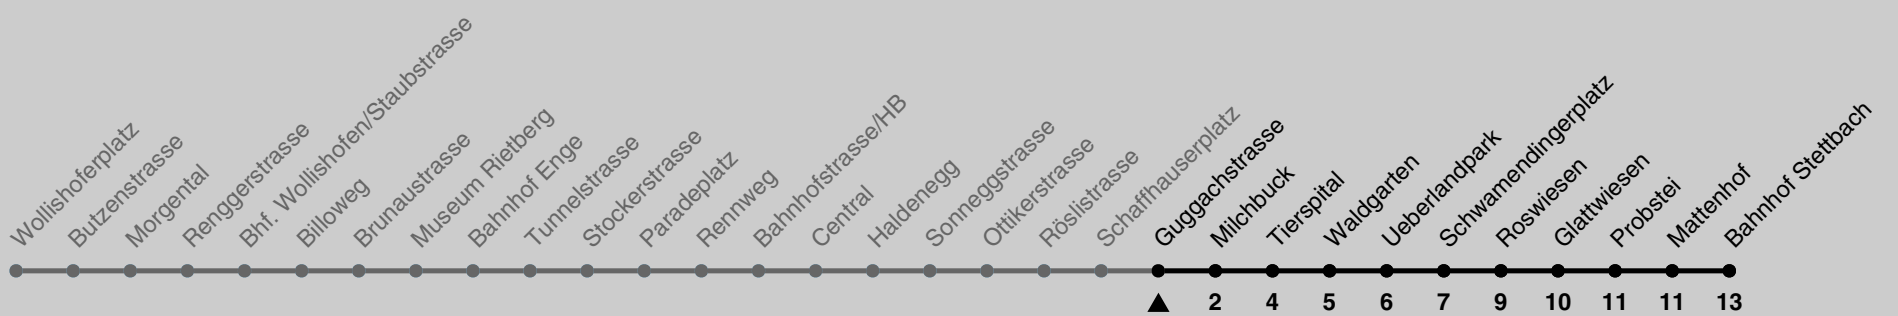 Wollishoferplatz
Butzenstrasse
Morgental
Renggerstrasse
Bhf. Wollishofen/Staubstrasse
Billoweg
Brunaustrasse
Museum Rietberg
Bahnhof Enge
Tunnelstrasse
Stockerstrasse
Paradeplatz
Rennweg
Bahnhofstrasse/HB
Central
Haldenegg
Sonneggstrasse
Ottikerstrasse
Röslistrasse
Schaffhauserplatz
Guggachstrasse
Milchbuck
Tierspital
Waldgarten
Ueberlandpark
Schwamendingerplatz
Roswiesen
Glattwiesen
Probstei
Mattenhof
Bahnhof Stettbach
2 4 5 6 7 9 10 11 11 13